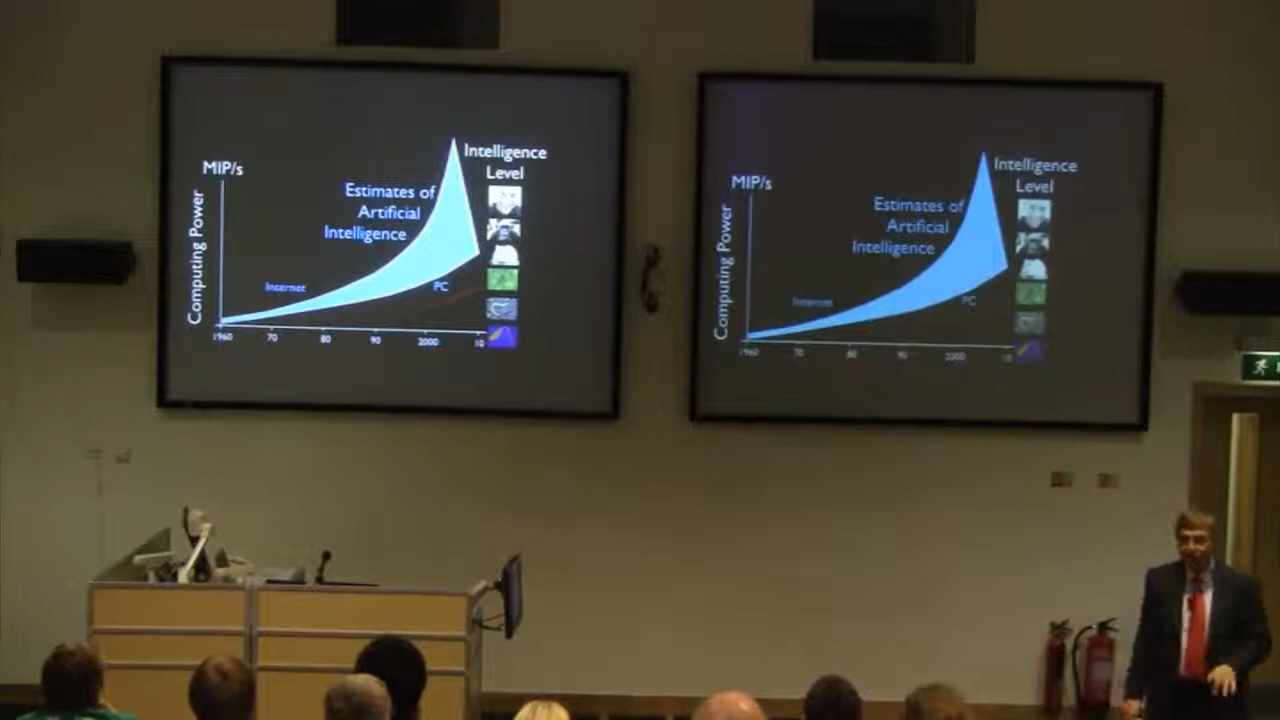 MIP/s
Computing Power
Estimates of
Artificial
Intelligence
Intelligence
Level
Internet
PC
1960 70 80 90 2000 10
MIP/s
Computing Power
Estimates of
Artificial
Intelligence
Intelligence
Level
Internet
PC
1960 70 80 90 2000 10